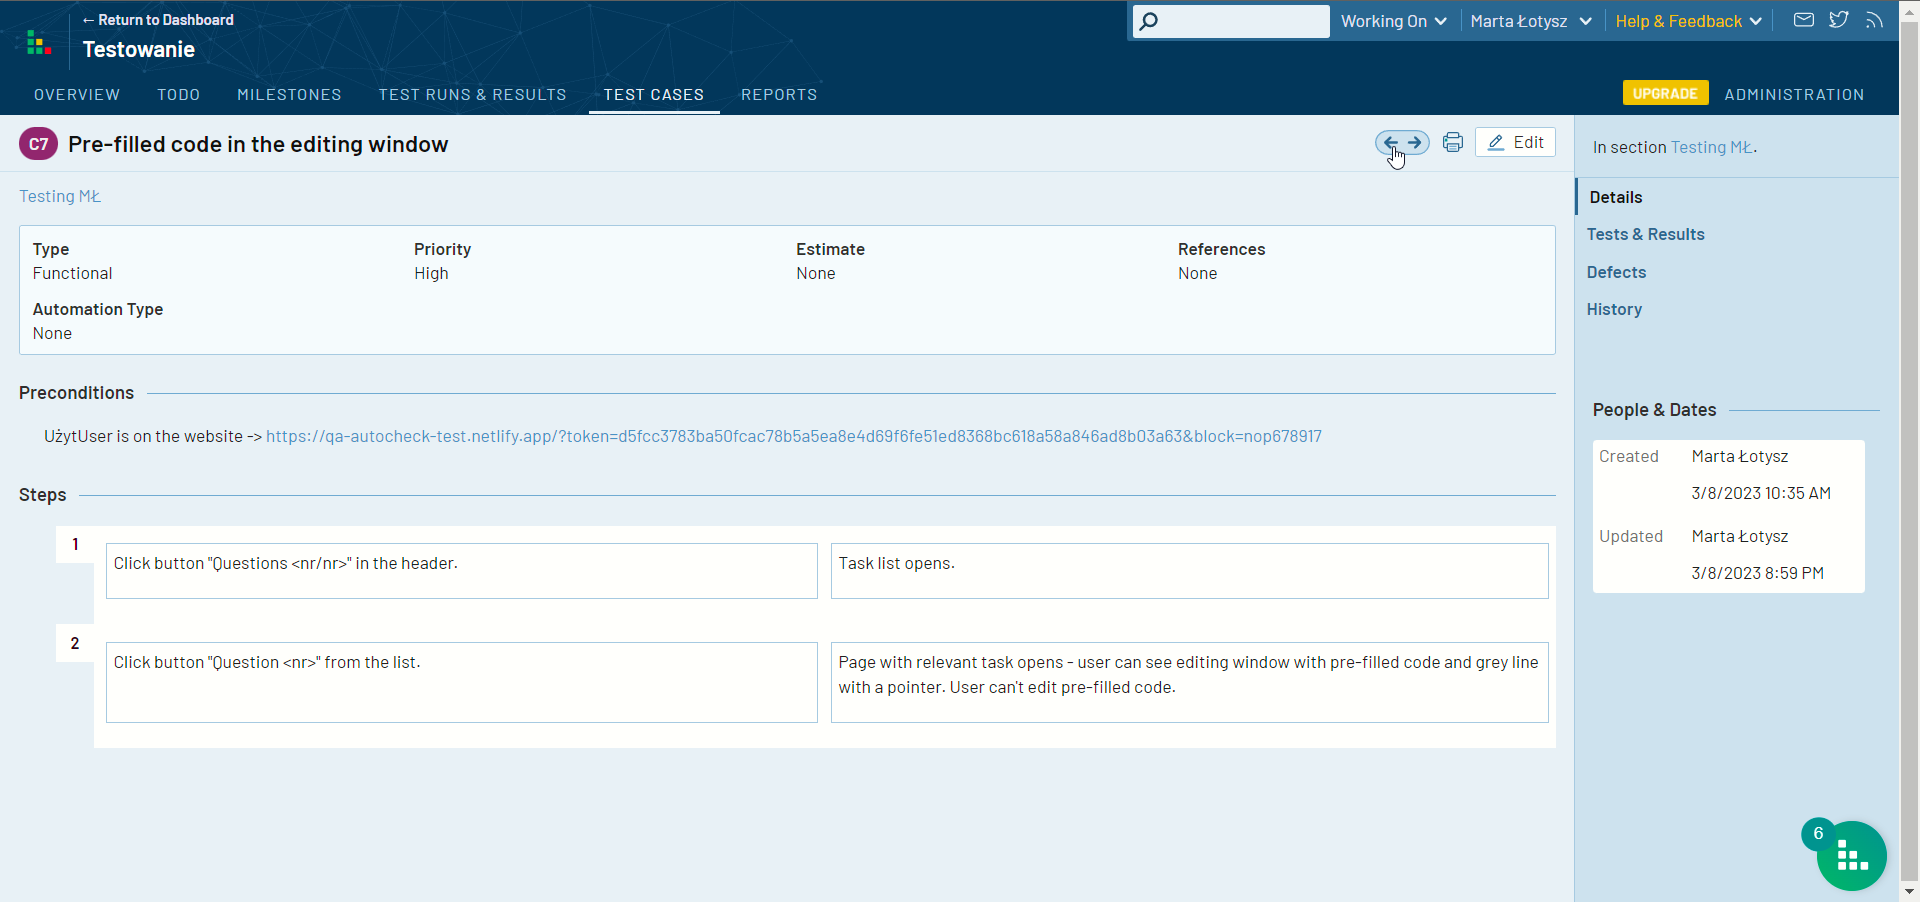 ← Return to Dashboard
Testowanie
Working On
Marta Łotysz
Help & Feedback
OVERVIEW
TODO
MILESTONES
TEST RUNS & RESULTS
TEST CASES
REPORTS
UPGRADE
ADMINISTRATION
C7
Pre-filled code in the editing window
Edit
In section Testing MŁ.
Testing MŁ
Details
Tests & Results
Defects
History
Type
Functional
Priority
High
Estimate
None
References
None
Automation Type
None
Preconditions
UżytUser is on the website -> https://qa-autocheck-test.netlify.app/?token=d5fcc3783ba50fcac78b5a5ea8e4d69f6fe51ed8368bc618a58a846ad8b03a63&block=nop678917
Steps
1
Click button "Questions <nr/nr>" in the header.
Task list opens.
2
Click button "Question <nr>" from the list.
Page with relevant task opens - user can see editing window with pre-filled code and grey line
with a pointer. User can't edit pre-filled code.
People & Dates
Created
Marta Łotysz
3/8/2023 10:35 AM
Updated
Marta Łotysz
3/8/2023 8:59 PM
6